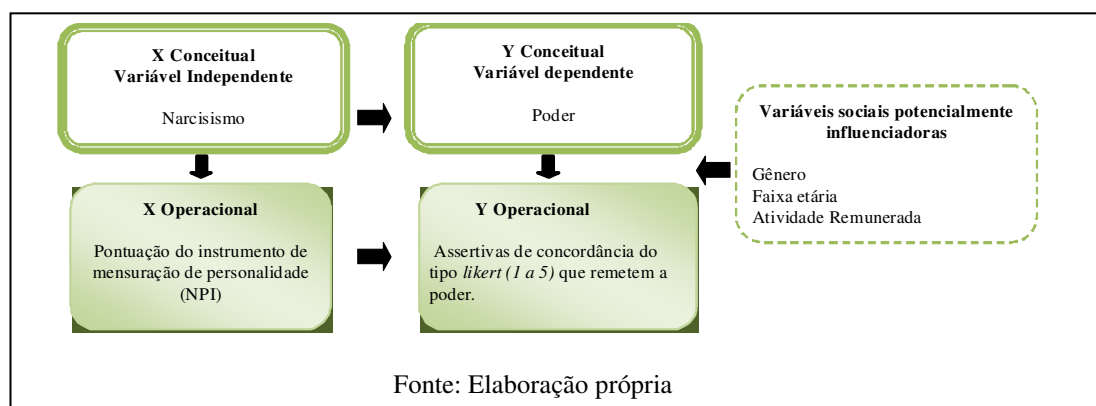 X Conceitual
Variável Independente
Narcisismo
Y Conceitual
Variável dependente
Poder
Variáveis sociais potencialmente
influenciadoras
Gênero
Faixa etária
Atividade Remunerada
X Operacional
Pontuação do instrumento de
mensuração de personalidade
(NPI)
Y Operacional
Assertivas de concordância do
tipo likert (1 a 5) que remetem a
poder.
Fonte: Elaboração própria